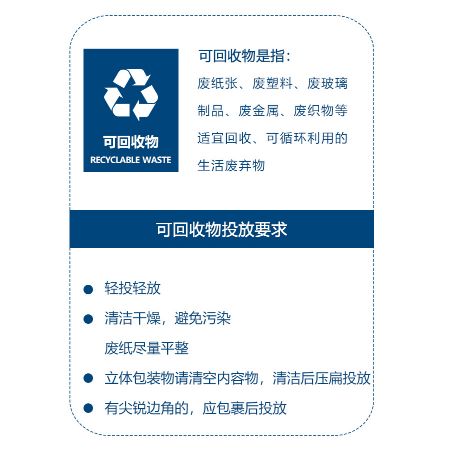 可回收物
RECYCLABLE WASTE
可回收物是指：
废纸张、废塑料、废玻璃
制品、废金属、废织物等
适宜回收、可循环利用的
生活废弃物
可回收物投放要求
轻投轻放
清洁干燥，避免污染
废纸尽量平整
立体包装物请清空内容物，清洁后压扁投放
有尖锐边角的，应包裹后投放